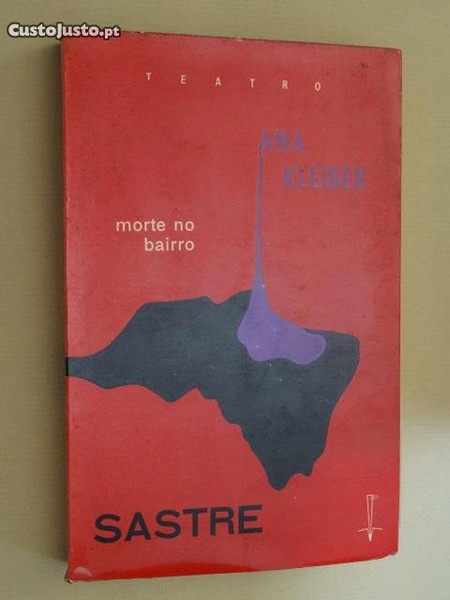 CustoJusto.pt
TEATRO
ANA
KLEIBER
morte no
bairro
SASTRE